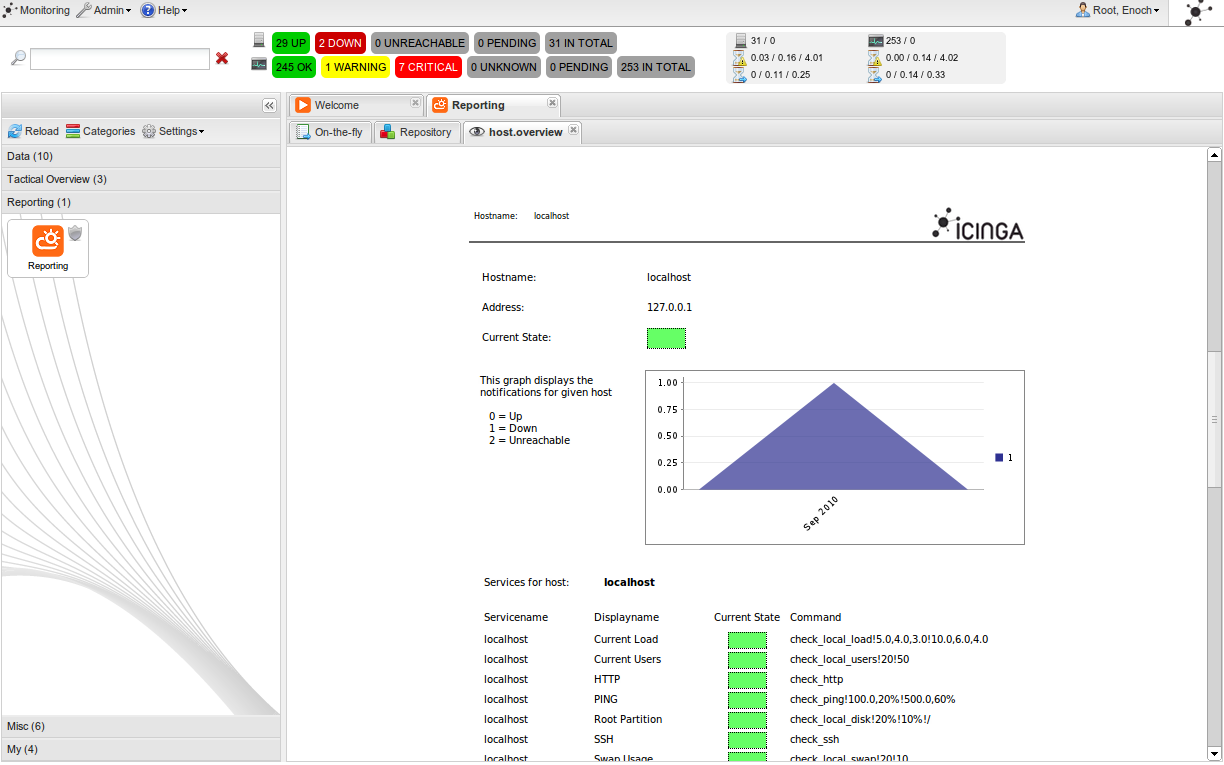 Monitoring Admin Help Root, Enoch
29 UP 2 DOWN 0 UNREACHABLE 0 PENDING 31 IN TOTAL
245 OK 1 WARNING 7 CRITICAL 0 UNKNOWN 0 PENDING 253 IN TOTAL
31 / 0 253 / 0
0.03 / 0.16 / 4.01 0.00 / 0.14 / 4.02
0 / 0.11 / 0.25 0 / 0.14 / 0.33
Welcome Reporting
Reload Categories Settings
On-the-fly Repository host.overview
Data (10)
Tactical Overview (3)
Reporting (1)
Reporting
Misc (6)
My (4)
Hostname: localhost
ICINGA
Hostname: localhost
Address: 127.0.0.1
Current State:
This graph displays the
notifications for given host
0 = Up
1 = Down
2 = Unreachable
1.00
0.75
0.50
0.25
0.00
Sep 2010
1
Services for host: localhost
Servicename Displayname Current State Command
localhost Current Load check_local_load!5.0,4.0,3.0!10.0,6.0,4.0
localhost Current Users check_local_users!20!50
localhost HTTP check_http
localhost PING check_ping!100.0,20%!500.0,60%
localhost Root Partition check_local_disk!20%!10%!/
localhost SSH check_ssh
localhost Swap Usage check_local_swap!20!10